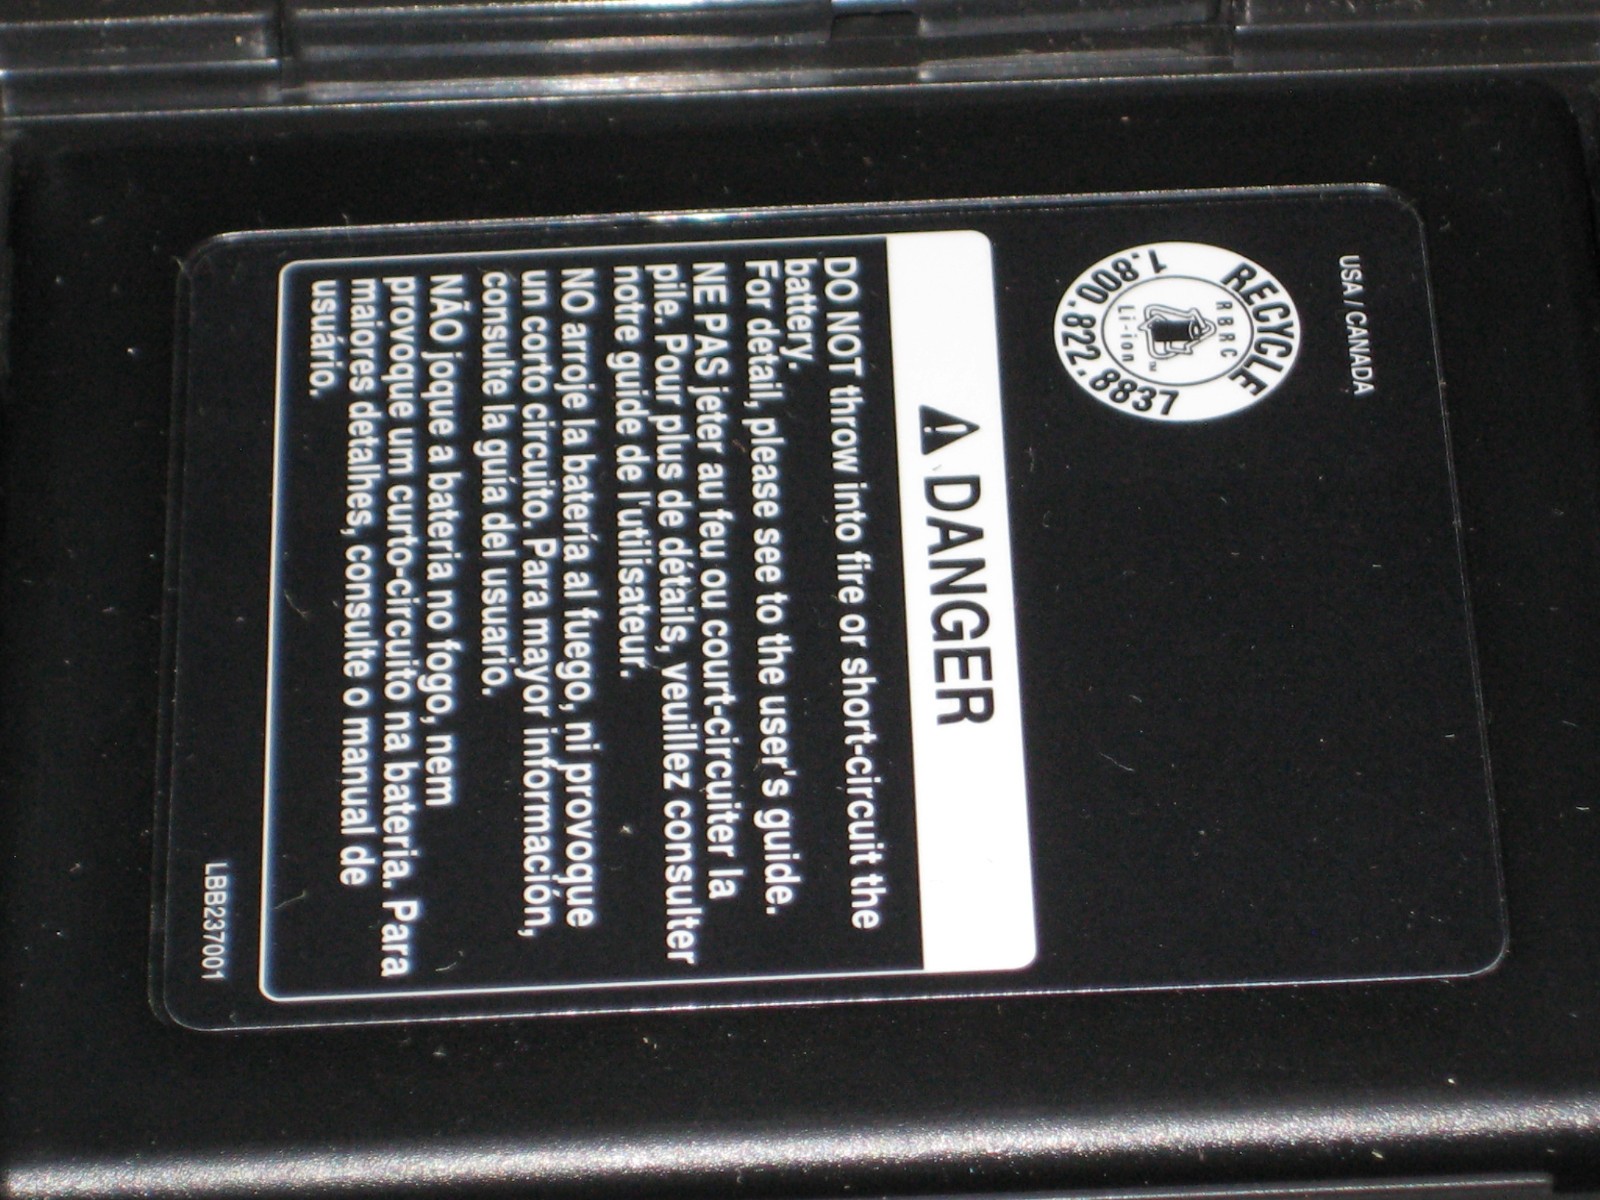 USA / CANADA
RECYCLE
RBRC
Li-ion
TM
1.800.822.8837
DANGER
DO NOT throw into fire or short-circuit the
battery.
For detail, please see to the user's guide.
NE PAS jeter au feu ou court-circuiter la
pile. Pour plus de détails, veuillez consulter
notre guide de l'utilisateur.
NO arroje la batería al fuego, ni provoque
un corto circuito. Para mayor información,
consulte la guía del usuario.
NÃO joque a bateria no fogo, nem
provoque um curto-circuito na bateria. Para
maiores detalhes, consulte o manual de
usuário.
LBB237001